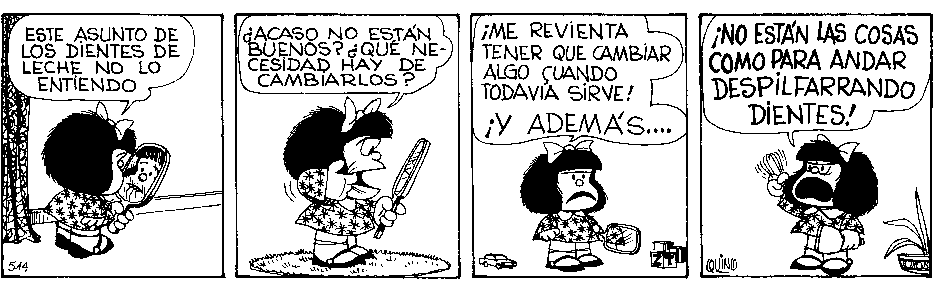 ESTE ASUNTO DE
LOS DIENTES DE
LECHE NO LO
ENTIENDO
514
¿ACASO NO ESTÁN
BUENOS? ¿QUÉ NE-
CESIDAD HAY DE
CAMBIARLOS?
¡ME REVIENTA
TENER QUE CAMBIAR
ALGO CUANDO
TODAVÍA SIRVE!
¡Y ADEMÁS....
¡NO ESTÁN LAS COSAS
COMO PARA ANDAR
DESPILFARRANDO
DIENTES!
QUINO